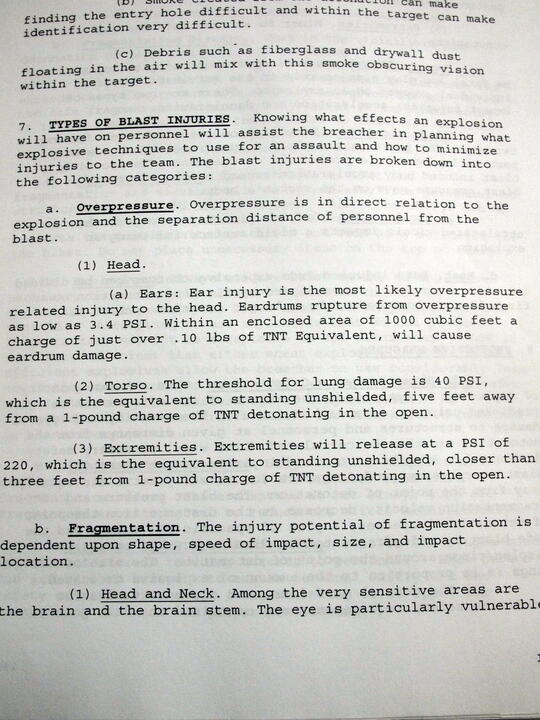 (b) Smoke created from the detonation can make
finding the entry hole difficult and within the target can make
identification very difficult.
(c) Debris such as fiberglass and drywall dust
floating in the air will mix with this smoke obscuring vision
within the target.
7. TYPES OF BLAST INJURIES. Knowing what effects an explosion
will have on personnel will assist the breacher in planning what
explosive techniques to use for an assault and how to minimize
injuries to the team. The blast injuries are broken down into
the following categories:
a. Overpressure. Overpressure is in direct relation to the
explosion and the separation distance of personnel from the
blast.
(1) Head.
(a) Ears: Ear injury is the most likely overpressure
related injury to the head. Eardrums rupture from overpressure
as low as 3.4 PSI. Within an enclosed area of 1000 cubic feet a
charge of just over .10 lbs of TNT Equivalent, will cause
eardrum damage.
(2) Torso. The threshold for lung damage is 40 PSI,
which is the equivalent to standing unshielded, five feet away
from a 1-pound charge of TNT detonating in the open.
(3) Extremities. Extremities will release at a PSI of
220, which is the equivalent to standing unshielded, closer than
three feet from 1-pound charge of TNT detonating in the open.
b. Fragmentation. The injury potential of fragmentation is
dependent upon shape, speed of impact, size, and impact
location.
(1) Head and Neck. Among the very sensitive areas are
the brain and the brain stem. The eye is particularly vulnerable